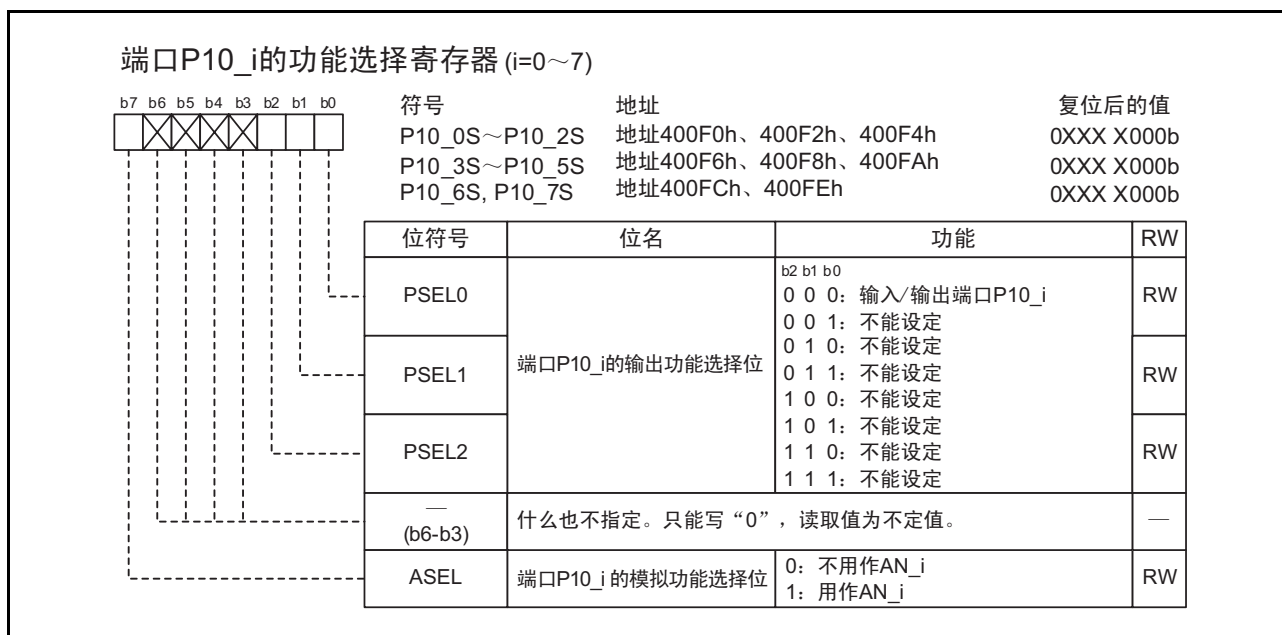 端口P10_i的功能选择寄存器 (i=0～7)
b7 b6 b5 b4 b3 b2 b1 b0
符号 地址 复位后的值
P10_0S～P10_2S 地址400F0h、400F2h、400F4h 0XXX X000b
P10_3S～P10_5S 地址400F6h、400F8h、400FAh 0XXX X000b
P10_6S, P10_7S 地址400FCh、400FEh 0XXX X000b
位符号 位名 功能 RW
PSEL0 端口P10_i的输出功能选择位 b2 b1 b0
0 0 0：输入/输出端口P10_i RW
0 0 1：不能设定
PSEL1 0 1 0：不能设定
0 1 1：不能设定 RW
1 0 0：不能设定
PSEL2 1 0 1：不能设定
1 1 0：不能设定 RW
1 1 1：不能设定
— (b6-b3) 什么也不指定。只能写“0”，读取值为不定值。 —
ASEL 端口P10_i 的模拟功能选择位 0：不用作AN_i RW
1：用作AN_i